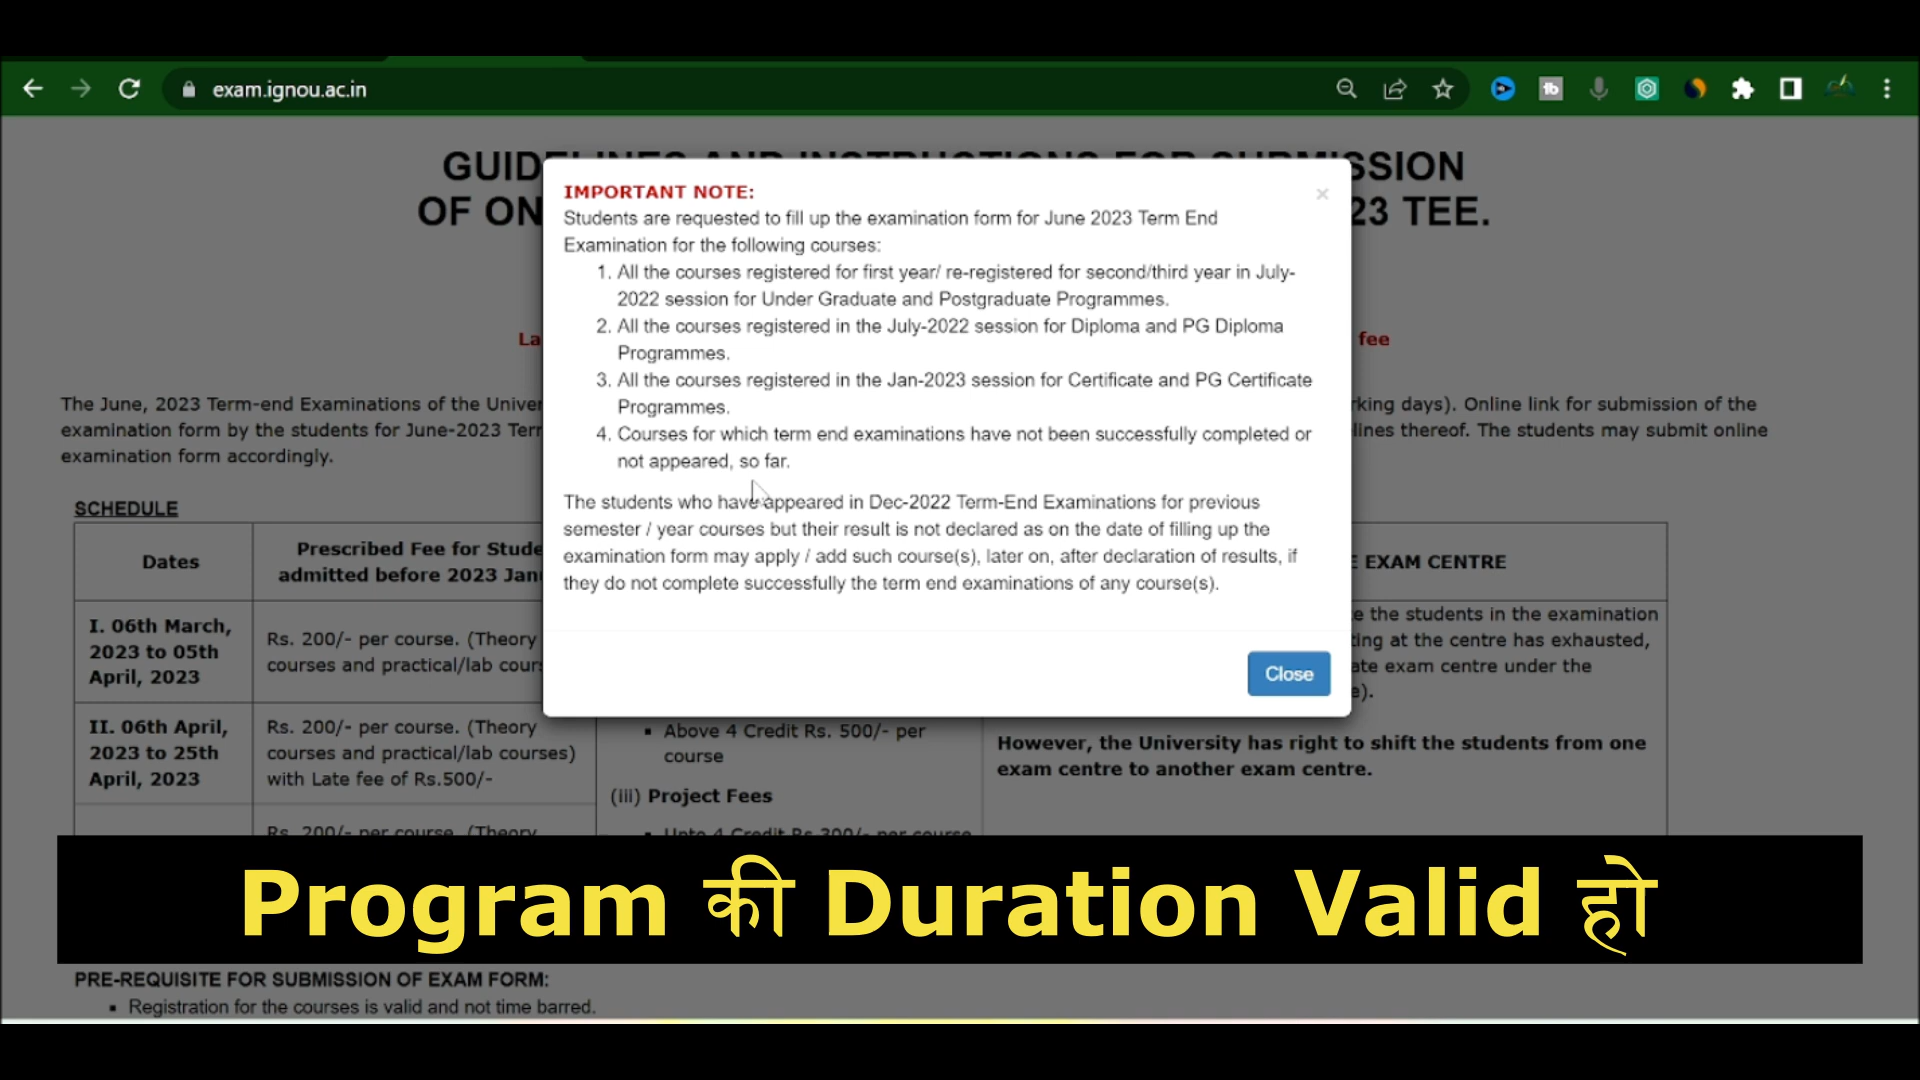 exam.ignou.ac.in
GUID
SSION
OF ON
23 TEE.
IMPORTANT NOTE:
×
Students are requested to fill up the examination form for June 2023 Term End
Examination for the following courses:
1. All the courses registered for first year/ re-registered for second/third year in July-
2022 session for Under Graduate and Postgraduate Programmes.
2. All the courses registered in the July-2022 session for Diploma and PG Diploma
Programmes.
3. All the courses registered in the Jan-2023 session for Certificate and PG Certificate
Programmes.
4. Courses for which term end examinations have not been successfully completed or
not appeared, so far.
The students who have appeared in Dec-2022 Term-End Examinations for previous
semester / year courses but their result is not declared as on the date of filling up the
examination form may apply / add such course(s), later on, after declaration of results, if
they do not complete successfully the term end examinations of any course(s).
Close
La
fee
The June, 2023 Term-end Examinations of the Univer
rking days). Online link for submission of the
examination form by the students for June-2023 Terr
lines thereof. The students may submit online
examination form accordingly.
SCHEDULE
Dates
Prescribed Fee for Stude
admitted before 2023 Jan
E EXAM CENTRE
I. 06th March,
2023 to 05th
April, 2023
Rs. 200/- per course. (Theory
courses and practical/lab cours
e the students in the examination
ting at the centre has exhausted,
ate exam centre under the
e).
II. 06th April,
2023 to 25th
April, 2023
Rs. 200/- per course. (Theory
courses and practical/lab courses)
with Late fee of Rs.500/-
▪ Above 4 Credit Rs. 500/- per
course
(iii) Project Fees
▪ Upto 4 Credit Rs.300/- per course
However, the University has right to shift the students from one
exam centre to another exam centre.
Rs. 200/- per course. (Theory
Program की Duration Valid हो
PRE-REQUISITE FOR SUBMISSION OF EXAM FORM:
▪ Registration for the courses is valid and not time barred.